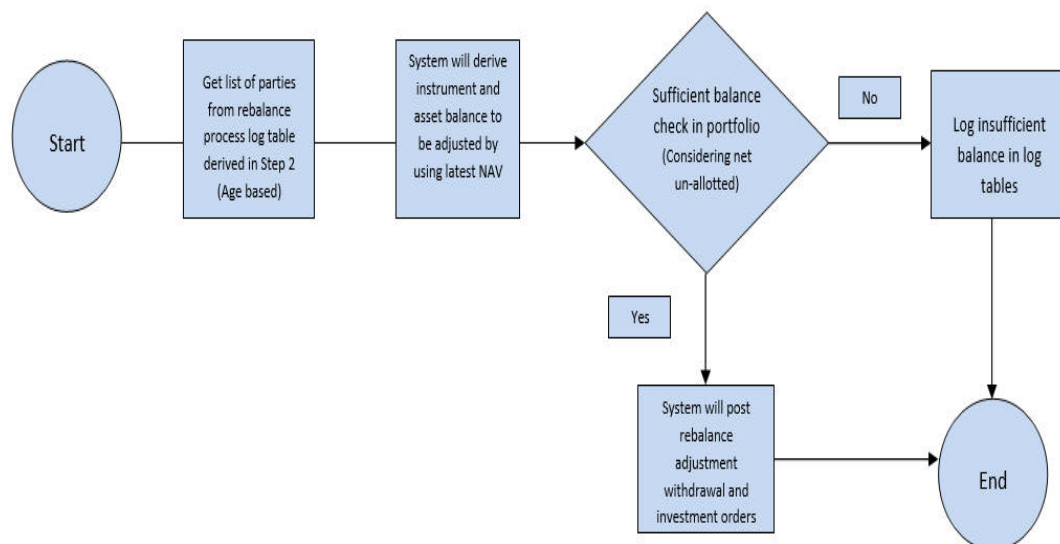 Start
Get list of parties
from rebalance
process log table
derived in Step 2
(Age based)
System will derive
instrument and
asset balance to
be adjusted by
using latest NAV
Sufficient balance
check in portfolio
(Considering net
un-allotted)
No
Log insufficient
balance in log
tables
Yes
System will post
rebalance
adjustment
withdrawal and
investment orders
End